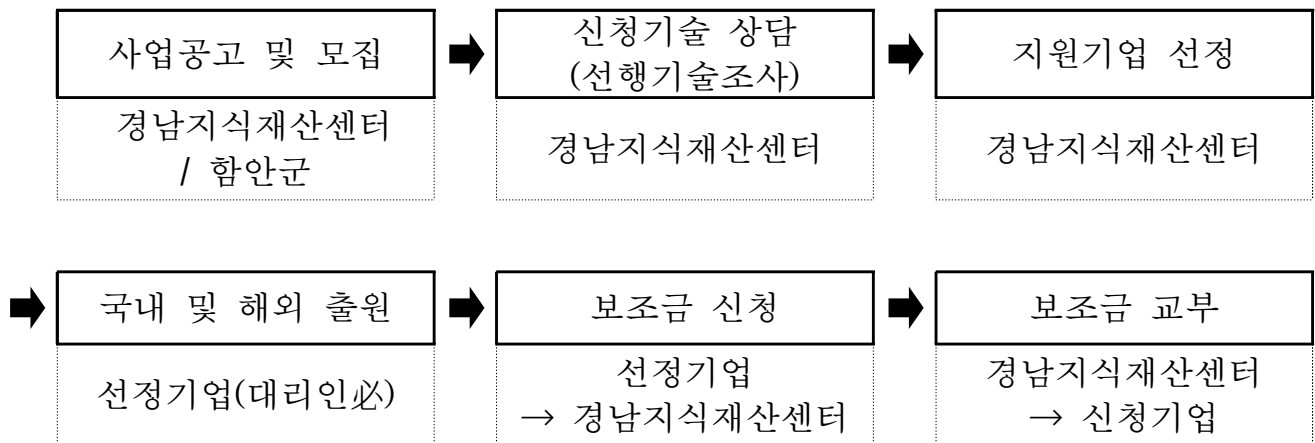 사업공고 및 모집
신청기술 상담
(선행기술조사)
지원기업 선정
경남지식재산센터
/ 함안군
경남지식재산센터
경남지식재산센터
국내 및 해외 출원
보조금 신청
보조금 교부
선정기업(대리인必)
선정기업
→ 경남지식재산센터
경남지식재산센터
→ 신청기업